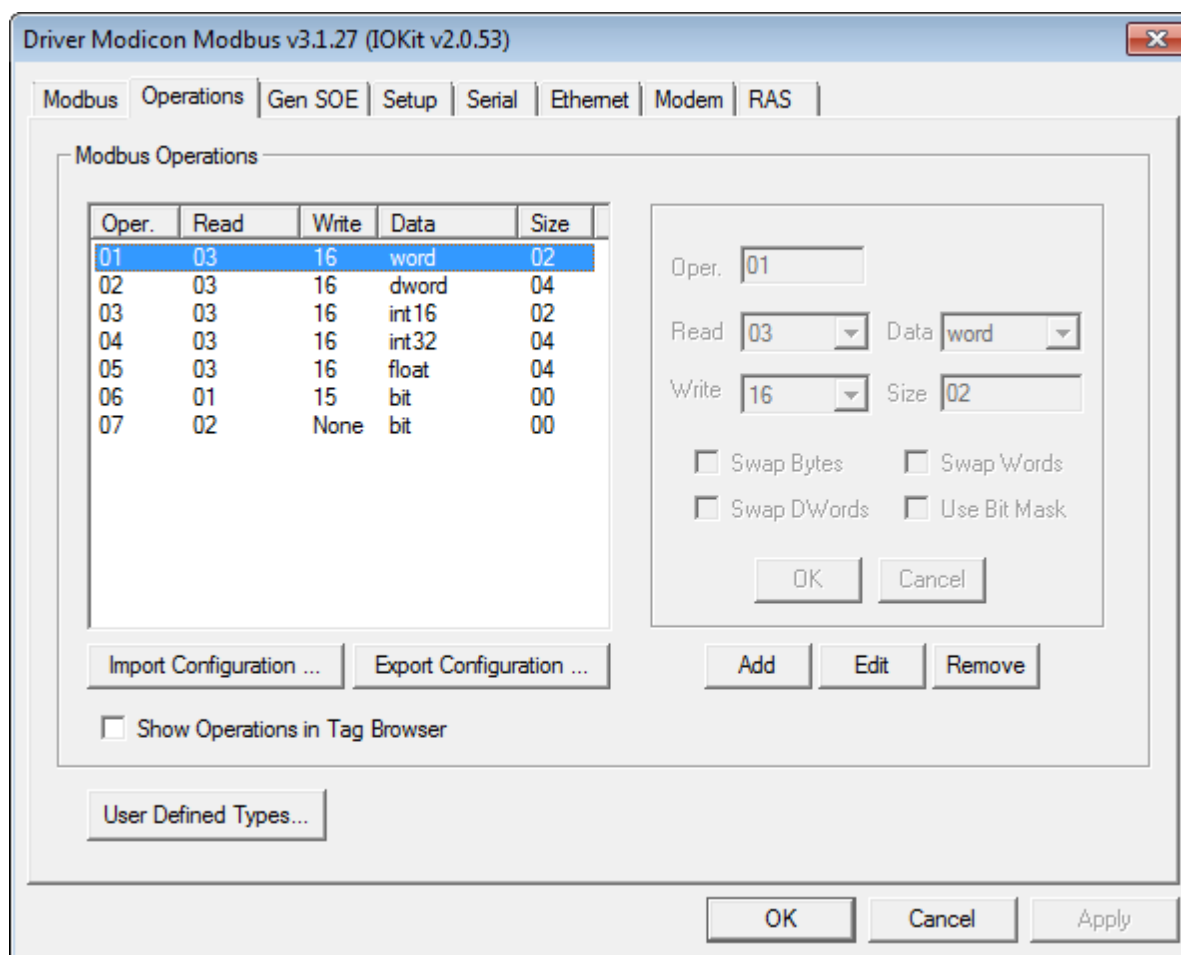 Driver Modicon Modbus v3.1.27 (IOKit v2.0.53)
Modbus Operations Gen SOE Setup Serial Ethernet Modem RAS
Modbus Operations
Oper. Read Write Data Size
01 03 16 word 02
02 03 16 dword 04
03 03 16 int16 02
04 03 16 int32 04
05 03 16 float 04
06 01 15 bit 00
07 02 None bit 00
Oper. 01
Read 03 Data word
Write 16 Size 02
Swap Bytes Swap Words
Swap DWords Use Bit Mask
OK Cancel
Import Configuration ... Export Configuration ... Add Edit Remove
Show Operations in Tag Browser
User Defined Types...
OK Cancel Apply